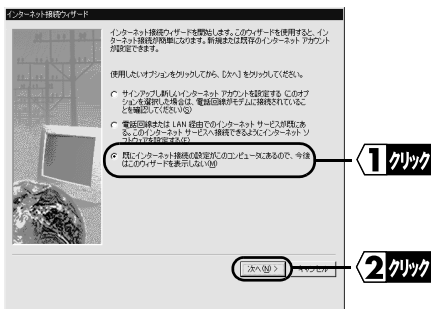 インターネット接続ウィザード
インターネット接続ウィザードを開始します。このウィザードを使用すると、イン
ターネット接続が簡単になります。新規または既存のインターネット アカウント
が設定できます。
使用したいオプションをクリックしてから、[次へ] をクリックしてください。
サインアップし新しいインターネット アカウントを設定する (このオプ
ションを選択した場合は、電話回線がモデムに接続されているこ
とを確認してください)(S)
電話回線または LAN 経由でのインターネット サービスが既にあ
る。このインターネット サービスへ接続できるようにインターネット ソ
フトウェアを設定する(E)
既にインターネット接続の設定がこのコンピュータにあるので、今後
はこのウィザードを表示しない(M)
1 クリック
次へ(N) >
キャンセル
2 クリック